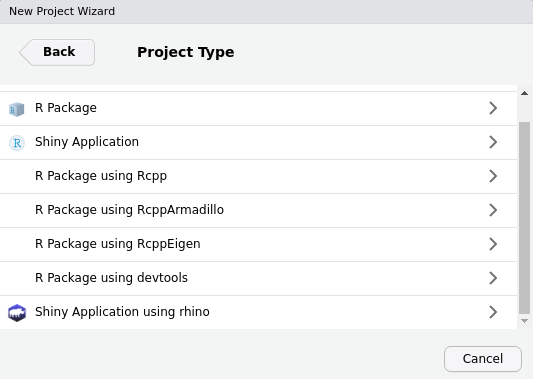 New Project Wizard
Back
Project Type
R Package
Shiny Application
R Package using Rcpp
R Package using RcppArmadillo
R Package using RcppEigen
R Package using devtools
Shiny Application using rhino
Cancel